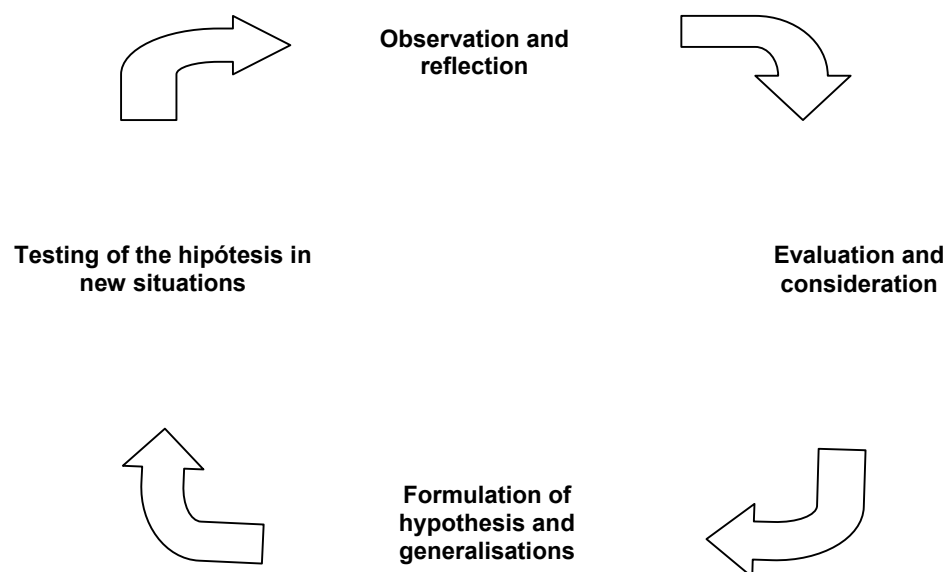 Observation and
reflection
Testing of the hipótesis in
new situations
Evaluation and
consideration
Formulation of
hypothesis and
generalisations